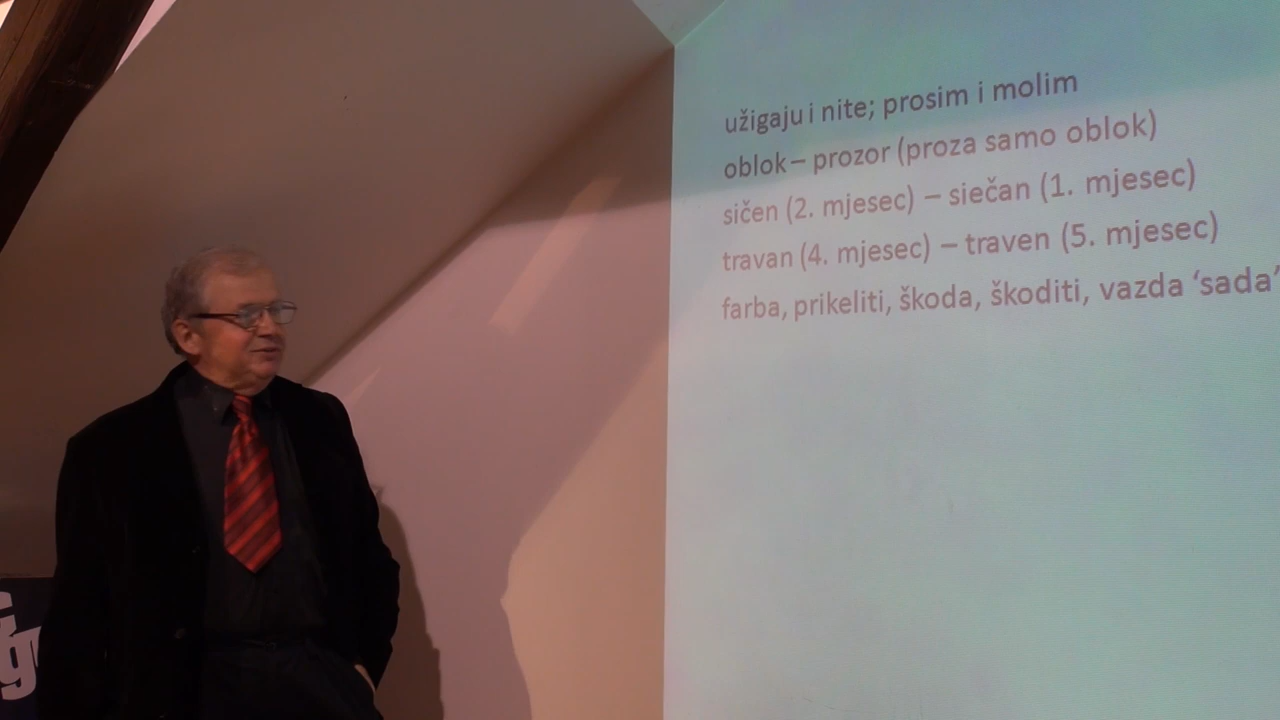 užigaju i nite; prosim i molim
oblok – prozor (proza samo oblok)
sičen (2. mjesec) – siečan (1. mjesec)
travan (4. mjesec) – traven (5. mjesec)
farba, prikeliti, škoda, škoditi, vazda ‘sada’